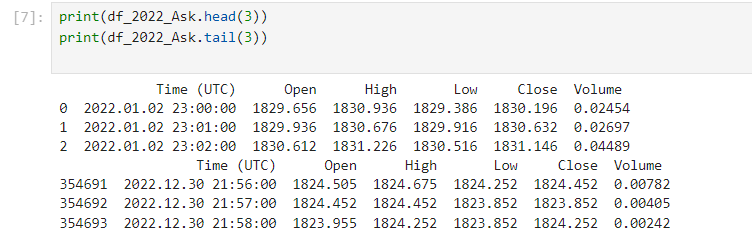 [7]: print(df_2022_Ask.head(3))
print(df_2022_Ask.tail(3))
Time (UTC) Open High Low Close Volume
0 2022.01.02 23:00:00 1829.656 1830.936 1829.386 1830.196 0.02454
1 2022.01.02 23:01:00 1829.936 1830.676 1829.916 1830.632 0.02697
2 2022.01.02 23:02:00 1830.612 1831.226 1830.516 1831.146 0.04489
Time (UTC) Open High Low Close Volume
354691 2022.12.30 21:56:00 1824.505 1824.675 1824.252 1824.452 0.00782
354692 2022.12.30 21:57:00 1824.452 1824.452 1823.852 1823.852 0.00405
354693 2022.12.30 21:58:00 1823.955 1824.252 1823.852 1824.252 0.00242